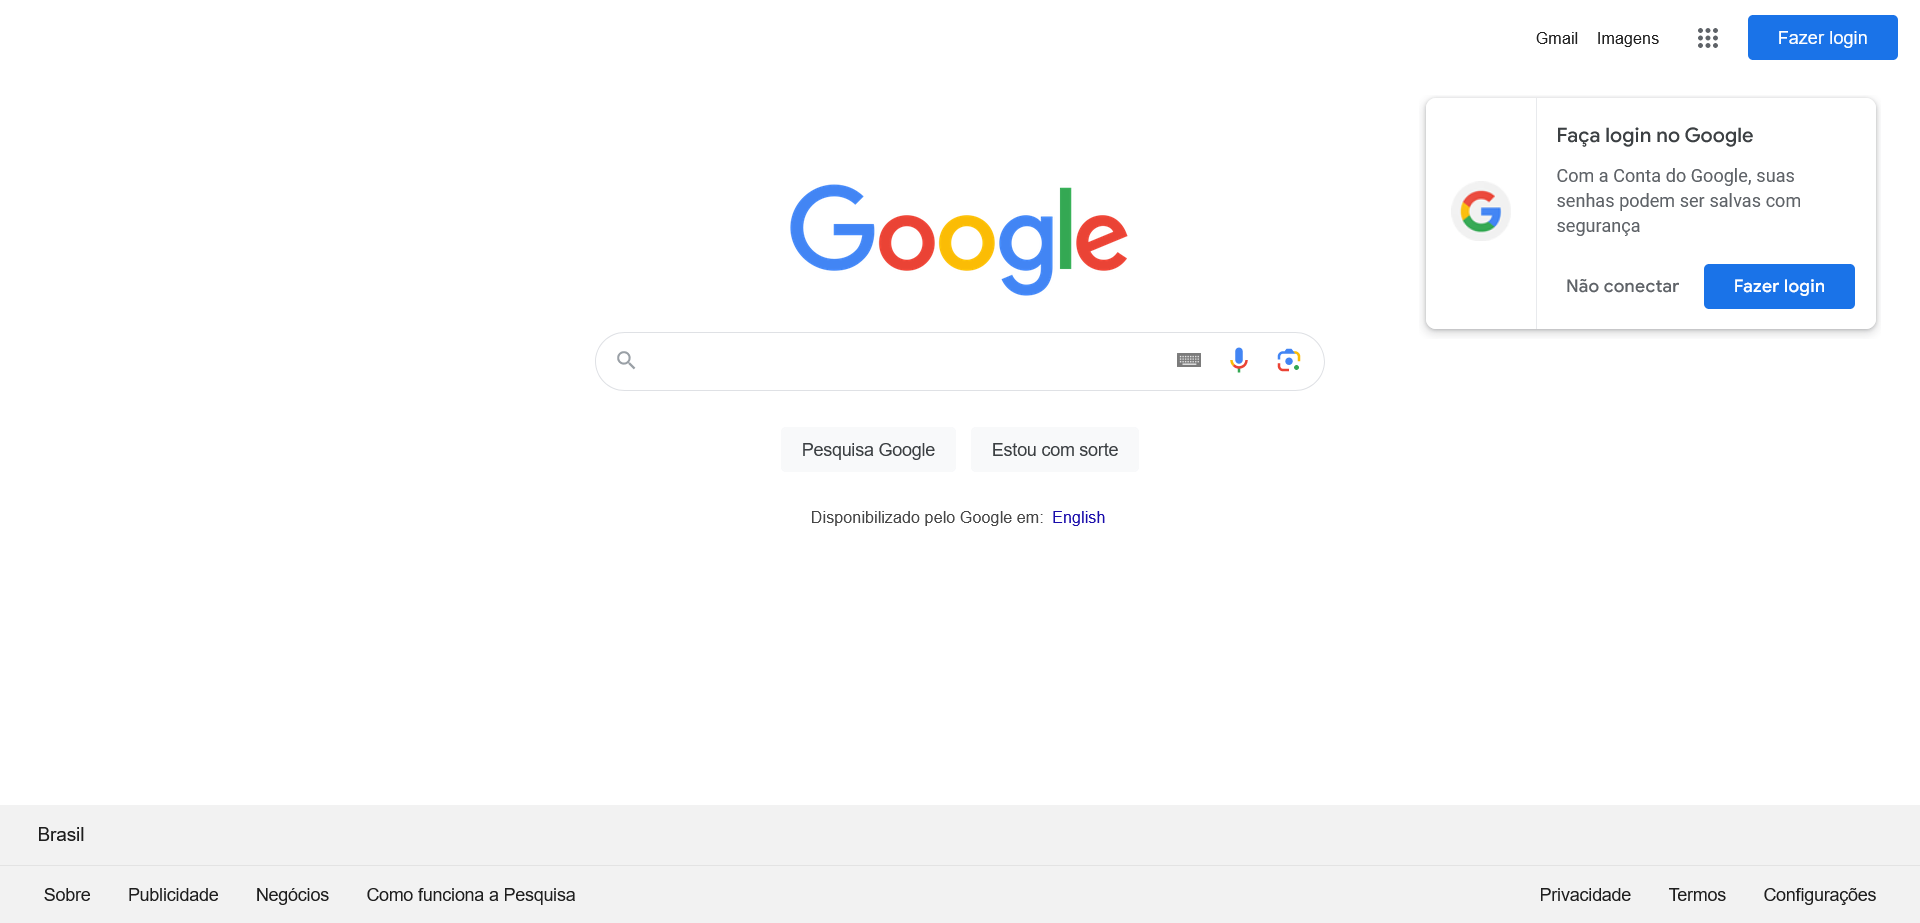 Gmail Imagens Fazer login
Faça login no Google
Com a Conta do Google, suas
senhas podem ser salvas com
segurança
Não conectar Fazer login
Google
Pesquisa Google Estou com sorte
Disponibilizado pelo Google em: English
Brasil
Sobre Publicidade Negócios Como funciona a Pesquisa Privacidade Termos Configurações